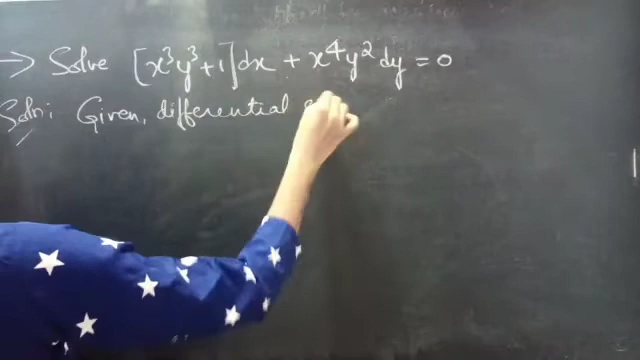 → Solve [x³y³+1]dx + x⁴y²dy = 0
Soln: Given, differential